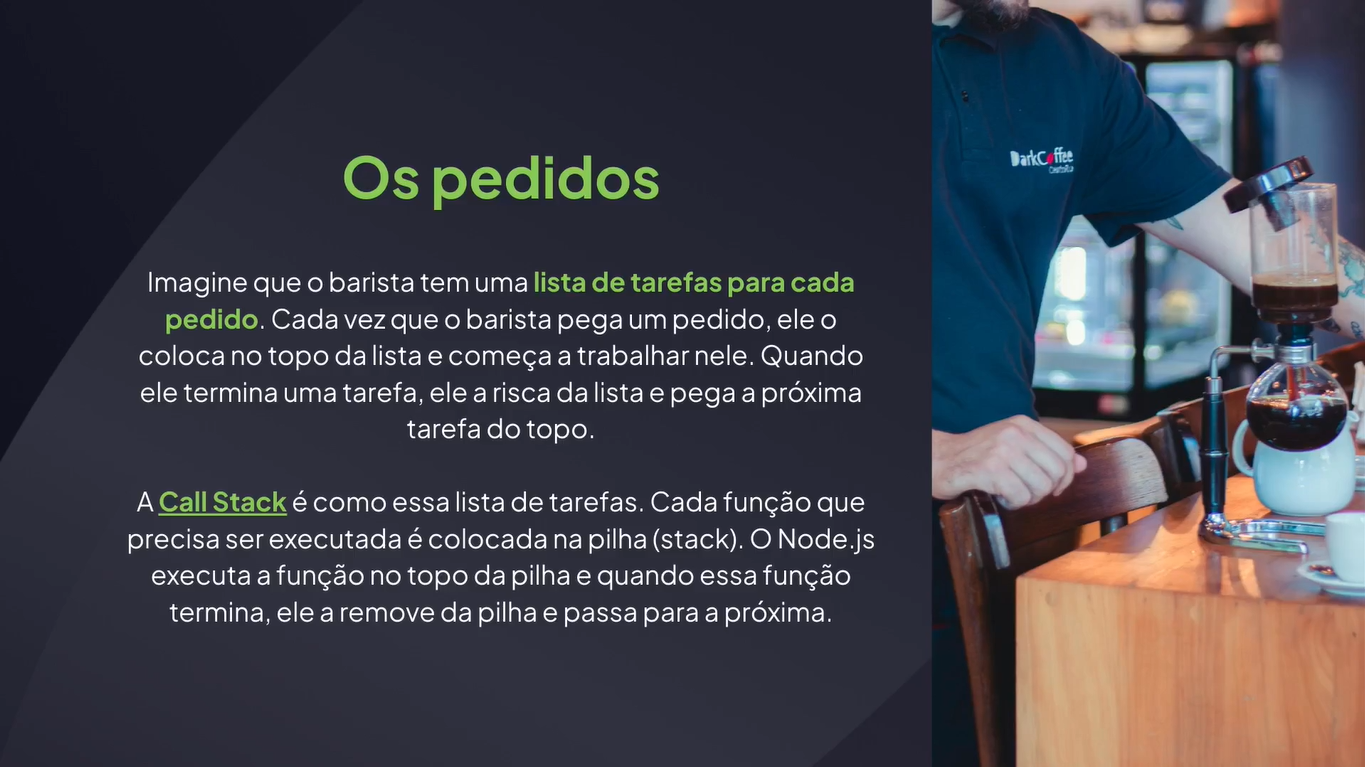 Os pedidos
Imagine que o barista tem uma lista de tarefas para cada
pedido. Cada vez que o barista pega um pedido, ele o
coloca no topo da lista e começa a trabalhar nele. Quando
ele termina uma tarefa, ele a risca da lista e pega a próxima
tarefa do topo.
A Call Stack é como essa lista de tarefas. Cada função que
precisa ser executada é colocada na pilha (stack). O Node.js
executa a função no topo da pilha e quando essa função
termina, ele a remove da pilha e passa para a próxima.
DarkCoffee